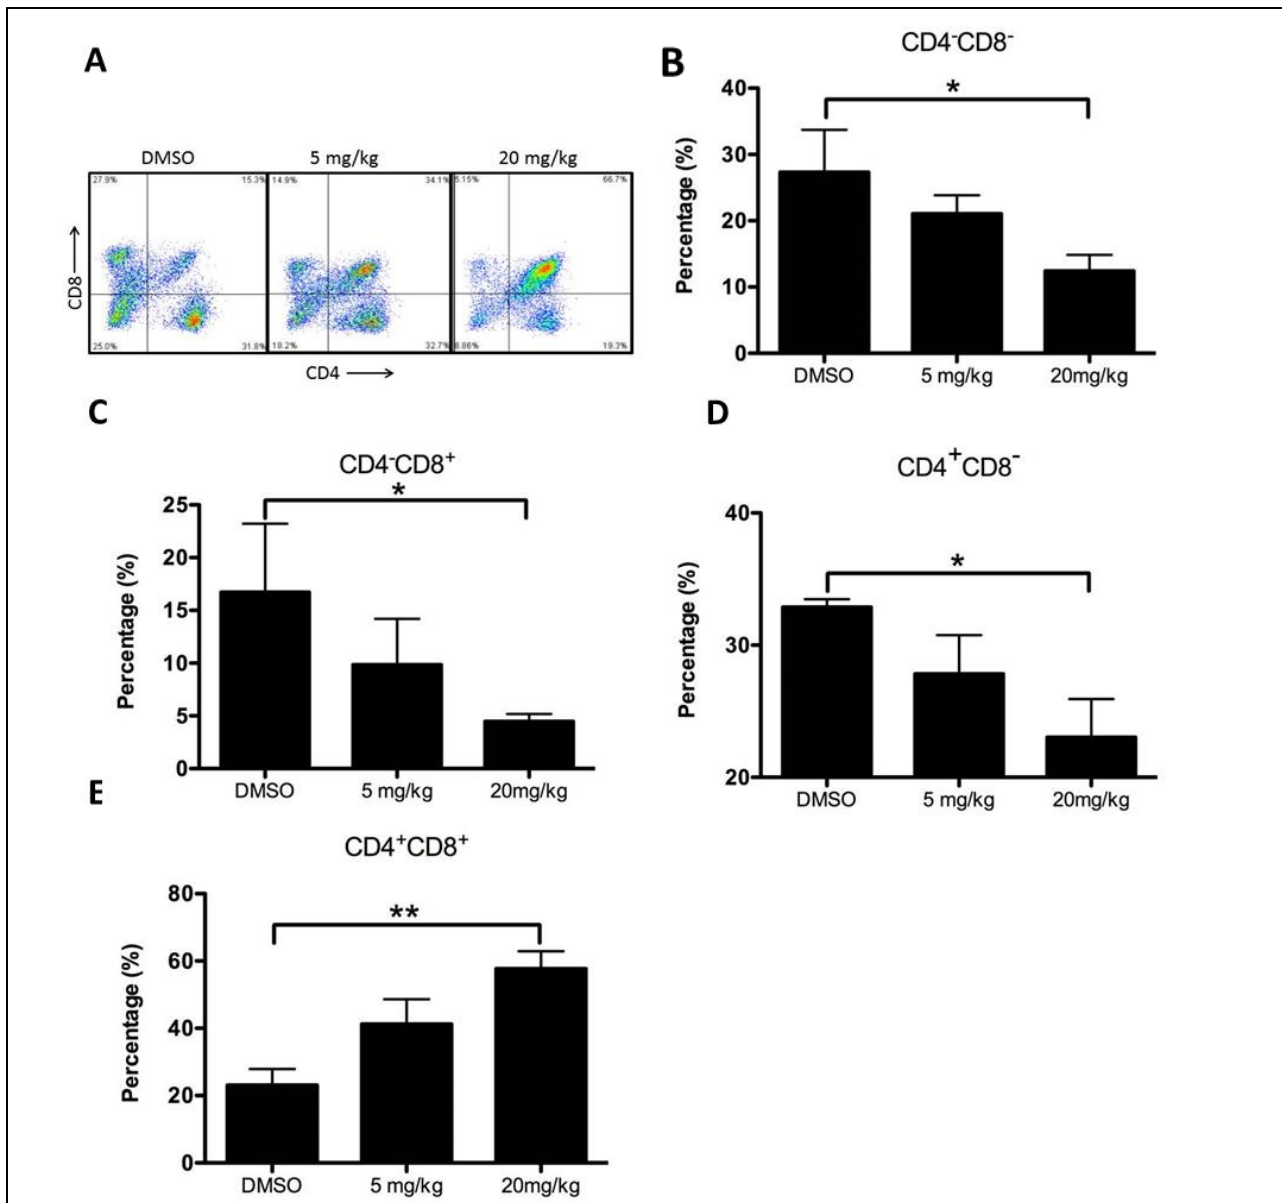 A
DMSO 5 mg/kg 20 mg/kg
27.9% 15.3% 14.9% 34.1% 5.15% 66.7%
CD8
25.0% 31.8% 18.2% 32.7% 8.86% 19.3%
CD4
B
CD4⁻CD8⁻
*
Percentage (%)
40
30
20
10
0
DMSO 5 mg/kg 20mg/kg
C
CD4⁻CD8⁺
*
Percentage (%)
25
20
15
10
5
0
DMSO 5 mg/kg 20mg/kg
D
CD4⁺CD8⁻
*
Percentage (%)
40
30
20
DMSO 5 mg/kg 20mg/kg
E
CD4⁺CD8⁺
**
Percentage (%)
80
60
40
20
0
DMSO 5 mg/kg 20mg/kg